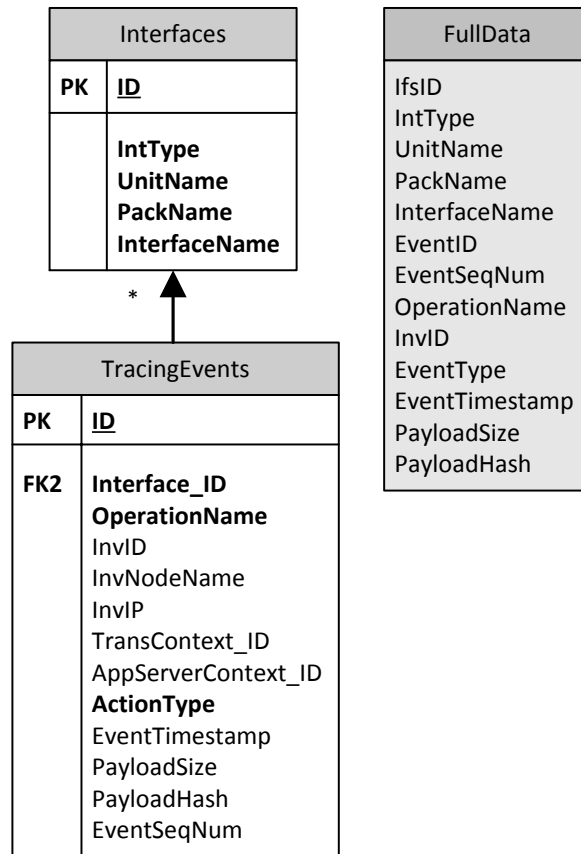 Interfaces
PK ID
IntType
UnitName
PackName
InterfaceName
*
TracingEvents
PK ID
FK2 Interface_ID
OperationName
InvID
InvNodeName
InvIP
TransContext_ID
AppServerContext_ID
ActionType
EventTimestamp
PayloadSize
PayloadHash
EventSeqNum
FullData
IfsID
IntType
UnitName
PackName
InterfaceName
EventID
EventSeqNum
OperationName
InvID
EventType
EventTimestamp
PayloadSize
PayloadHash